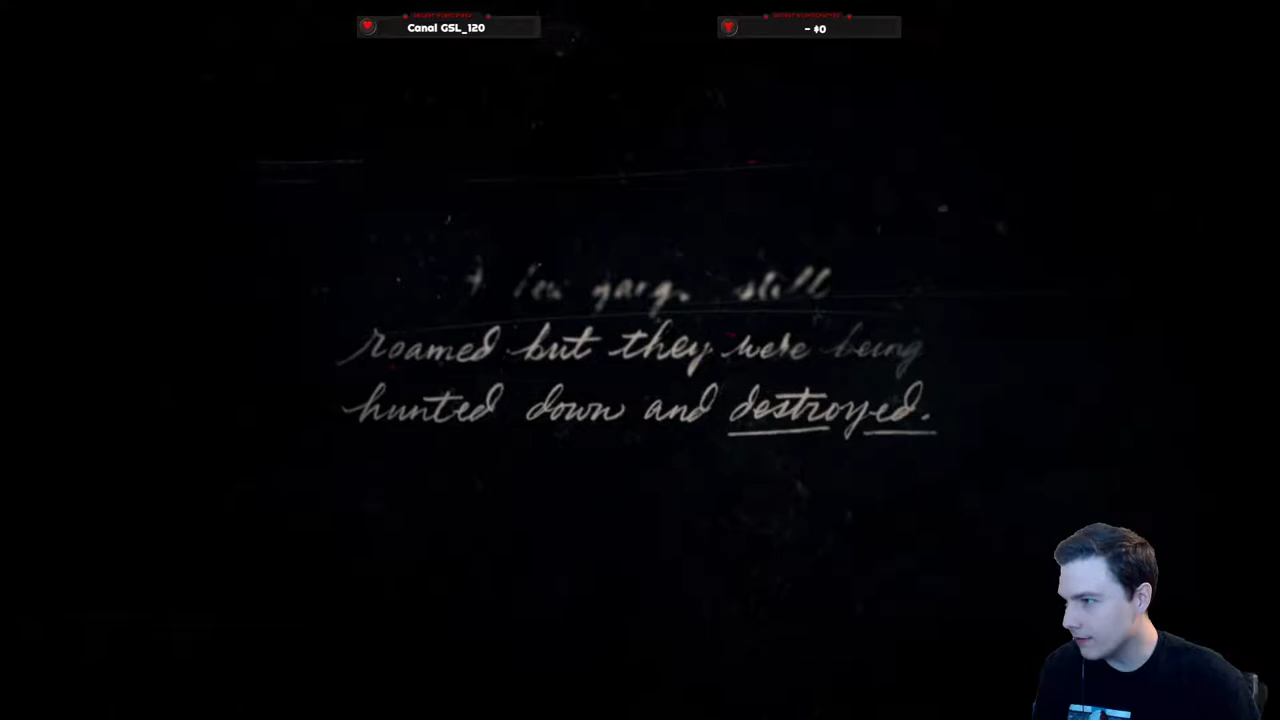 Canal GSL_120
- $0
few gangs still
roamed but they were being
hunted down and destroyed.